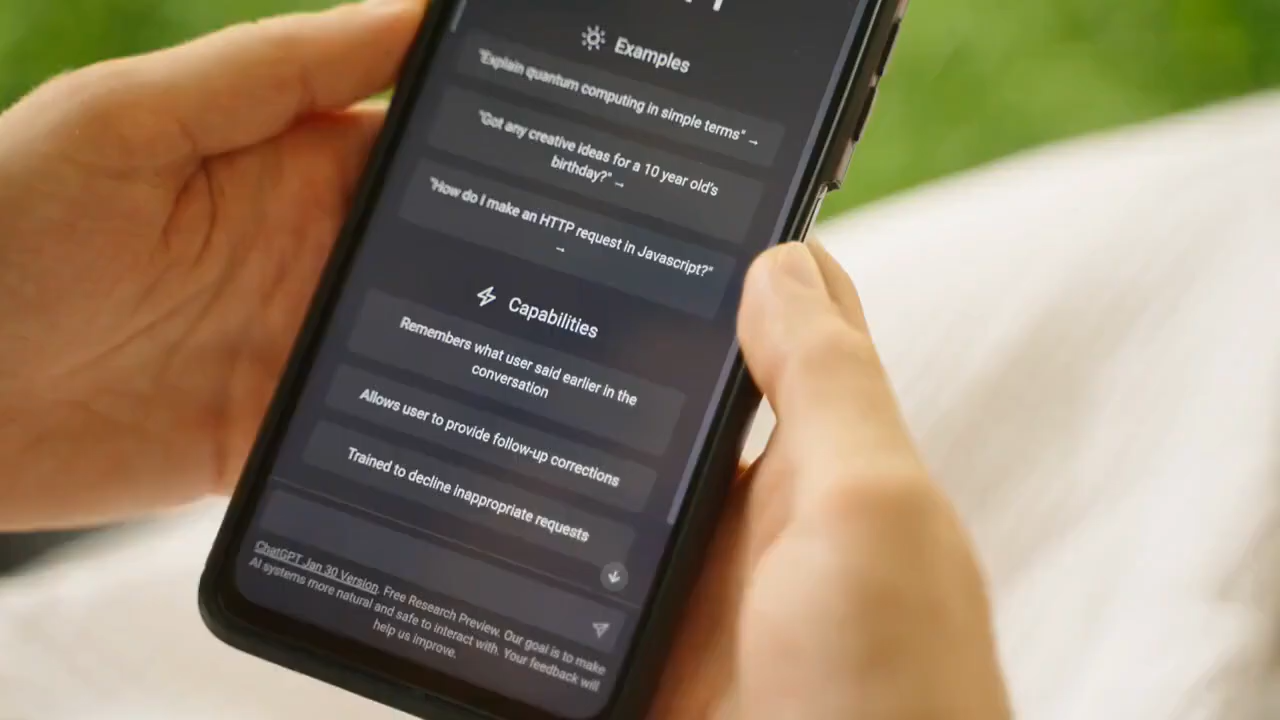 Examples
"Explain quantum computing in simple terms" →
"Got any creative ideas for a 10 year old's
birthday?" →
"How do I make an HTTP request in Javascript?"
→
Capabilities
Remembers what user said earlier in the
conversation
Allows user to provide follow-up corrections
Trained to decline inappropriate requests
ChatGPT Jan 30 Version. Free Research Preview. Our goal is to make
AI systems more natural and safe to interact with. Your feedback will
help us improve.